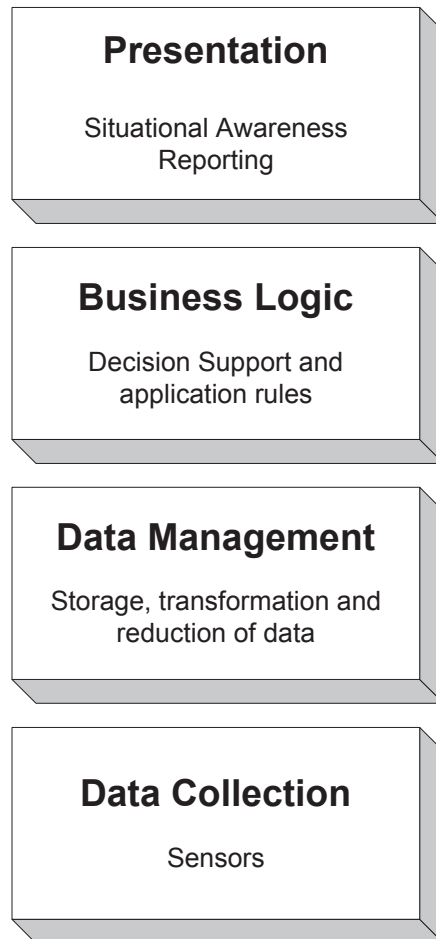 Presentation
Situational Awareness
Reporting
Business Logic
Decision Support and
application rules
Data Management
Storage, transformation and
reduction of data
Data Collection
Sensors